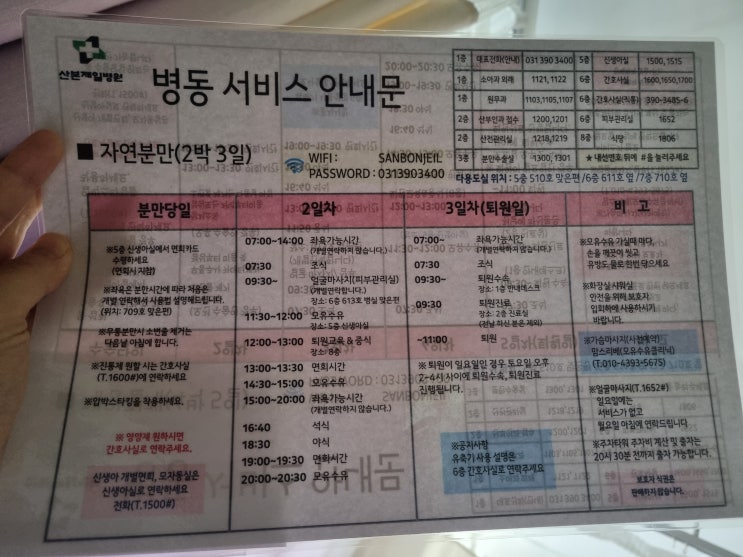 산본제일병원
병동 서비스 안내문
■ 자연분만(2박 3일)
WIFI : SANBONJEIL
PASSWORD : 0313903400
1층 대표전화(안내) 031 390 3400 5층 신생아실 1500, 1515
1층 소아과 외래 1121, 1122 6층 간호사실 1600,1650,1700
1층 원무과 1103,1105,1107 6층 간호사실(직통) 390-3485~6
2층 산부인과 접수 1200,1201 6층 피부관리실 1652
2층 산전관리실 1218,1219 8층 식당 1806
3층 분만수술실 1300, 1301 ★ 내선번호 뒤에 #을 눌러주세요
다용도실 위치 : 5층 510호 맞은편 /6층 611호 옆 /7층 710호 옆
분만당일
※5층 신생아실에서 면회카드
수령하세요
(면회시 지참)
※좌욕은 분만시간에 따라 처음은
개별 연락해서 사용법 설명해드립니다.
(위치 : 709호 맞은편)
※무통분만시 소변줄 제거는
다음날 아침에 합니다.
※진통제 원할 시는 간호사실
(T.1600#)에 연락주세요
※압박스타킹을 착용하세요.
※ 영양제 원하시면
간호사실로 연락주세요.
신생아 개별면회, 모자동실은
신생아실로 연락하세요
전화(T.1500#)
2일차
07:00~14:00 좌욕가능시간
(개별연락하지 않습니다.)
07:30 조식
09:30~ 얼굴마사지(피부관리실)
(개별연락합니다.)
장소 : 6층 613호 병실 맞은편
11:30~12:00 모유수유
장소 : 5층 신생아실
12:00~13:00 퇴원교육 & 중식
장소 : 8층
13:00~13:30 면회시간
14:30~15:00 모유수유
15:00~20:00 좌욕가능시간
(개별연락하지 않습니다.)
16:40 석식
18:30 야식
19:00~19:30 면회시간
20:00~20:30 모유수유
3일차(퇴원일)
07:00~ 좌욕가능시간
(개별연락하지 않습니다.)
07:30 조식
09:30~ 퇴원수속
장소 : 1층 안내데스크
~09:30 퇴원진료
장소 : 2층 진료실
(전날 하신 분은 제외)
~11:00 퇴원
※ 퇴원이 일요일인 경우 토요일 오후
2~4시 사이에 퇴원수속, 퇴원진료
진행됩니다.
※공지사항
유축기 사용 설명은
6층 간호사실로 연락주세요
비 고
※모유수유 가실때 마다
손을 깨끗이 씻고
유방도 물로 한번 닦으세요
※화장실, 샤워실
안전을 위해 보호자
입회하에 사용하시기
바랍니다.
※가슴마사지(사전예약)
맘스리베(모유수유클리닉)
(T.010-4393-5675)
※얼굴마사지(T.1652#)
일요일에는
서비스가 없고
월요일 아침에 연락드립니다
※주차타워 주차비 계산 및 출차는
20시 30분 전까지 출차 가능합니다.
보호자 식권은
판매하지 않습니다.